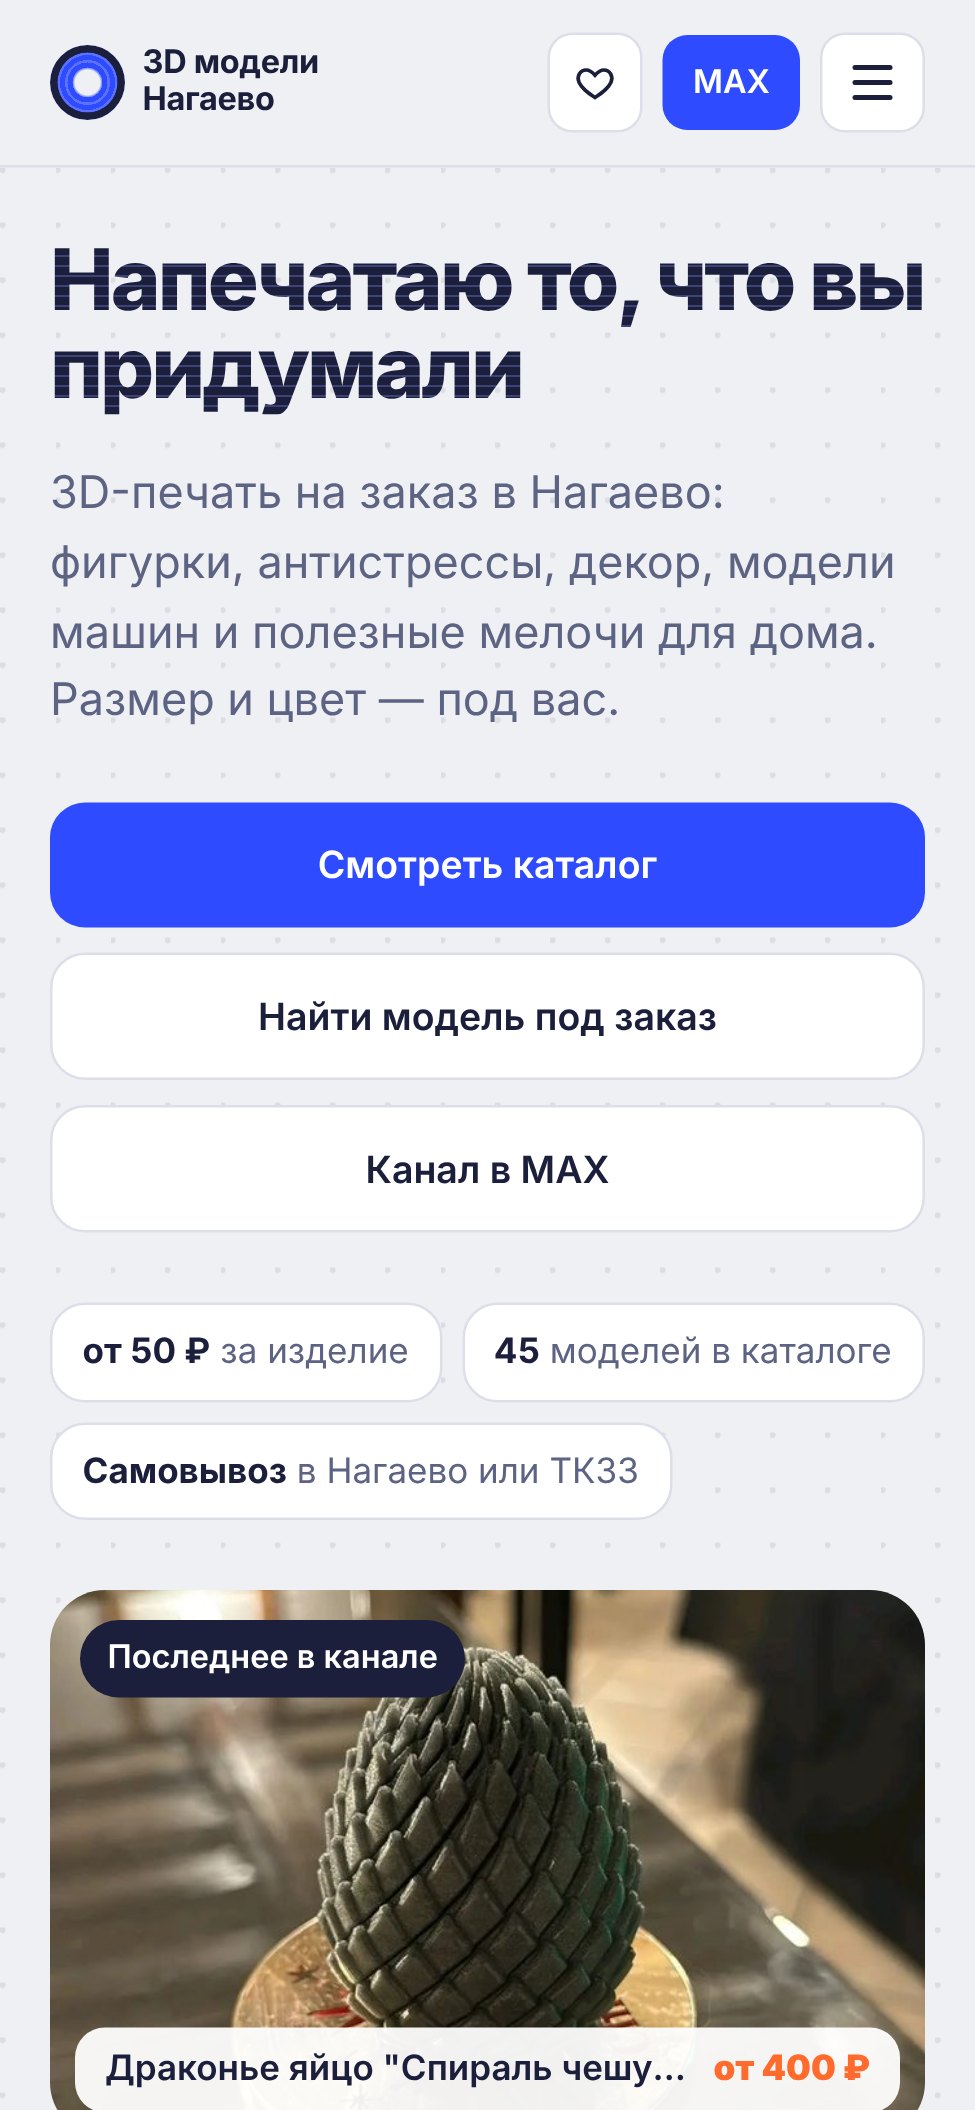 3D модели
Нагаево
MAX
Напечатаю то, что вы
придумали
3D-печать на заказ в Нагаево:
фигурки, антистрессы, декор, модели
машин и полезные мелочи для дома.
Размер и цвет — под вас.
Смотреть каталог
Найти модель под заказ
Канал в MAX
от 50 ₽ за изделие
45 моделей в каталоге
Самовывоз в Нагаево или ТКЗЗ
Последнее в канале
Драконье яйцо "Спираль чешу... от 400 ₽